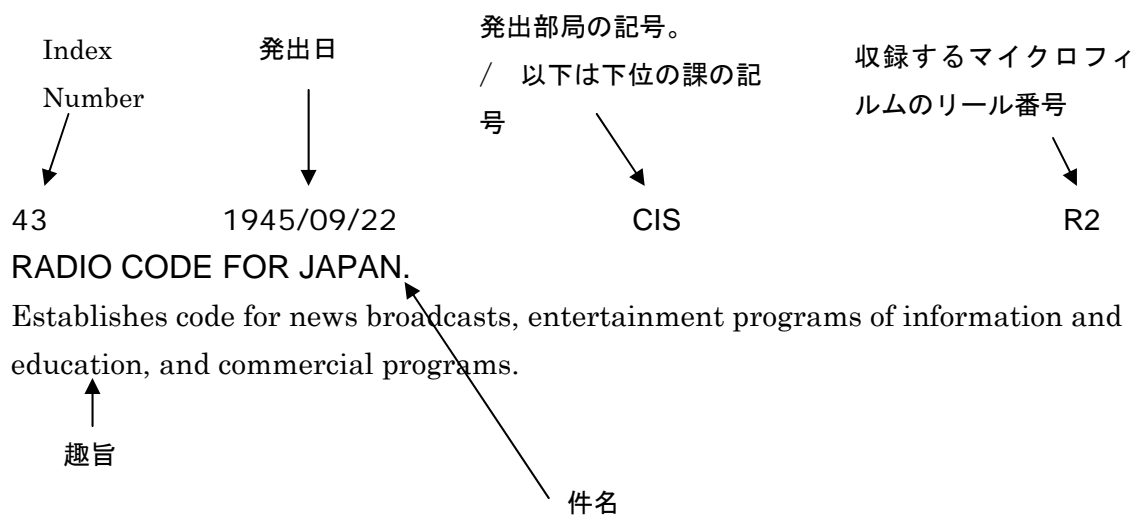 Index
Number
発出日
発出部局の記号。
/　以下は下位の課の記
号
収録するマイクロフィ
ルムのリール番号
43 1945/09/22 CIS R2
RADIO CODE FOR JAPAN.
Establishes code for news broadcasts, entertainment programs of information and
education, and commercial programs.
趣旨
件名